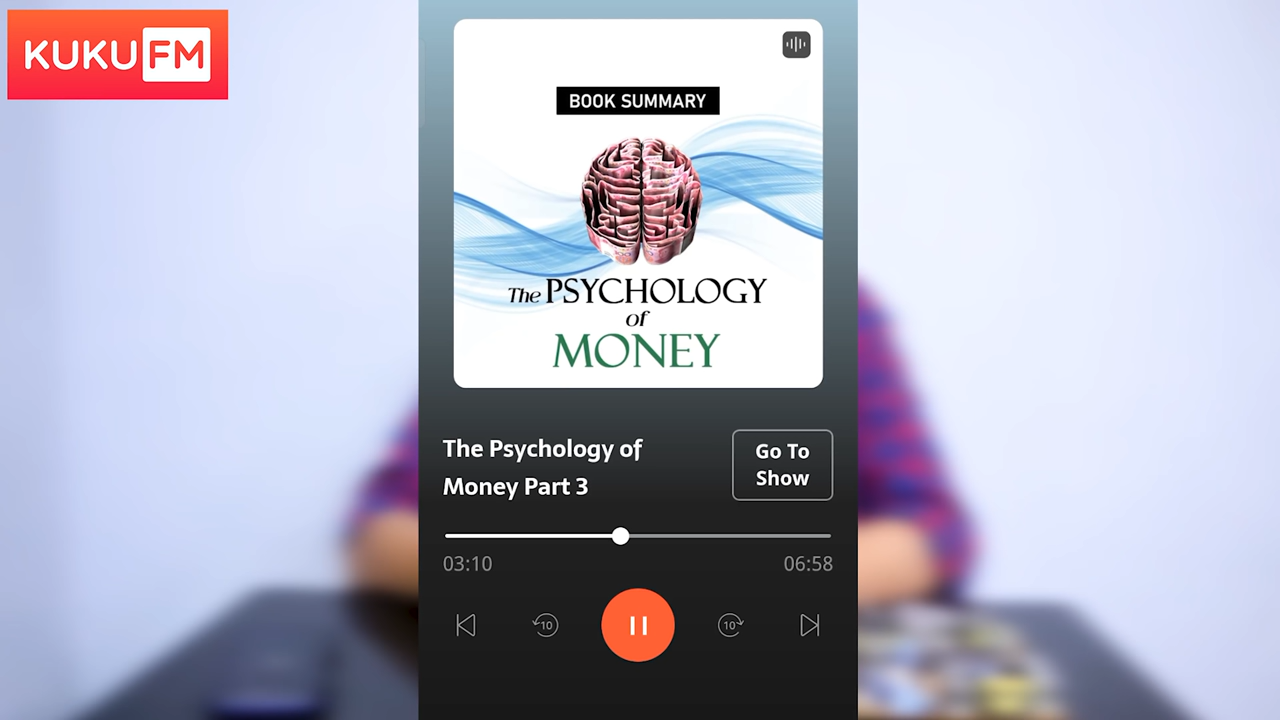 KUKU FM
BOOK SUMMARY
The PSYCHOLOGY
of
MONEY
The Psychology of
Money Part 3
Go To
Show
03:10
06:58
10
10